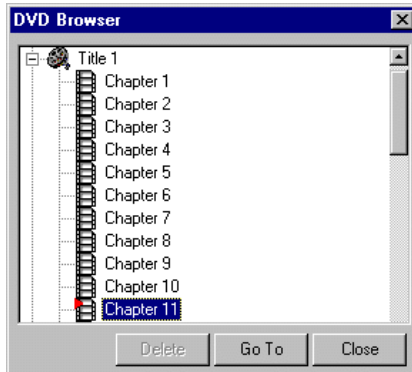 DVD Browser
Title 1
Chapter 1
Chapter 2
Chapter 3
Chapter 4
Chapter 5
Chapter 6
Chapter 7
Chapter 8
Chapter 9
Chapter 10
Chapter 11
Delete Go To Close